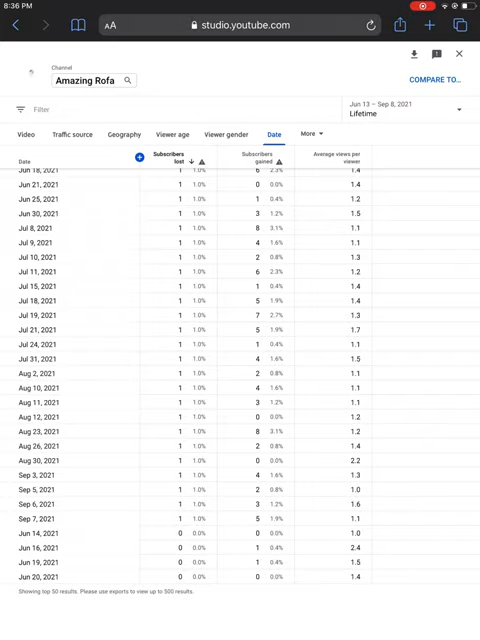 8:36 PM
AA studio.youtube.com
Channel
Amazing Rofa
COMPARE TO...
Filter
Jun 13 – Sep 8, 2021
Lifetime
Video Traffic source Geography Viewer age Viewer gender Date More
Date Subscribers lost Subscribers gained Average views per viewer
Jun 18, 2021 1 1.0% 6 2.3% 1.4
Jun 21, 2021 1 1.0% 0 0.0% 1.4
Jun 25, 2021 1 1.0% 1 0.4% 1.2
Jun 30, 2021 1 1.0% 3 1.2% 1.5
Jul 8, 2021 1 1.0% 8 3.1% 1.1
Jul 9, 2021 1 1.0% 4 1.6% 1.1
Jul 10, 2021 1 1.0% 2 0.8% 1.3
Jul 11, 2021 1 1.0% 6 2.3% 1.2
Jul 15, 2021 1 1.0% 1 0.4% 1.4
Jul 18, 2021 1 1.0% 5 1.9% 1.4
Jul 19, 2021 1 1.0% 7 2.7% 1.3
Jul 21, 2021 1 1.0% 5 1.9% 1.7
Jul 24, 2021 1 1.0% 1 0.4% 1.1
Jul 31, 2021 1 1.0% 4 1.6% 1.5
Aug 2, 2021 1 1.0% 2 0.8% 1.1
Aug 10, 2021 1 1.0% 4 1.6% 1.1
Aug 11, 2021 1 1.0% 3 1.2% 1.1
Aug 12, 2021 1 1.0% 0 0.0% 1.2
Aug 23, 2021 1 1.0% 8 3.1% 1.2
Aug 26, 2021 1 1.0% 2 0.8% 1.4
Aug 30, 2021 1 1.0% 0 0.0% 2.2
Sep 3, 2021 1 1.0% 4 1.6% 1.3
Sep 5, 2021 1 1.0% 2 0.8% 1.0
Sep 6, 2021 1 1.0% 3 1.2% 1.6
Sep 7, 2021 1 1.0% 5 1.9% 1.1
Jun 14, 2021 0 0.0% 0 0.0% 1.0
Jun 16, 2021 0 0.0% 1 0.4% 2.4
Jun 19, 2021 0 0.0% 1 0.4% 1.5
Jun 20, 2021 0 0.0% 0 0.0% 1.4
Showing top 50 results. Please use exports to view up to 500 results.